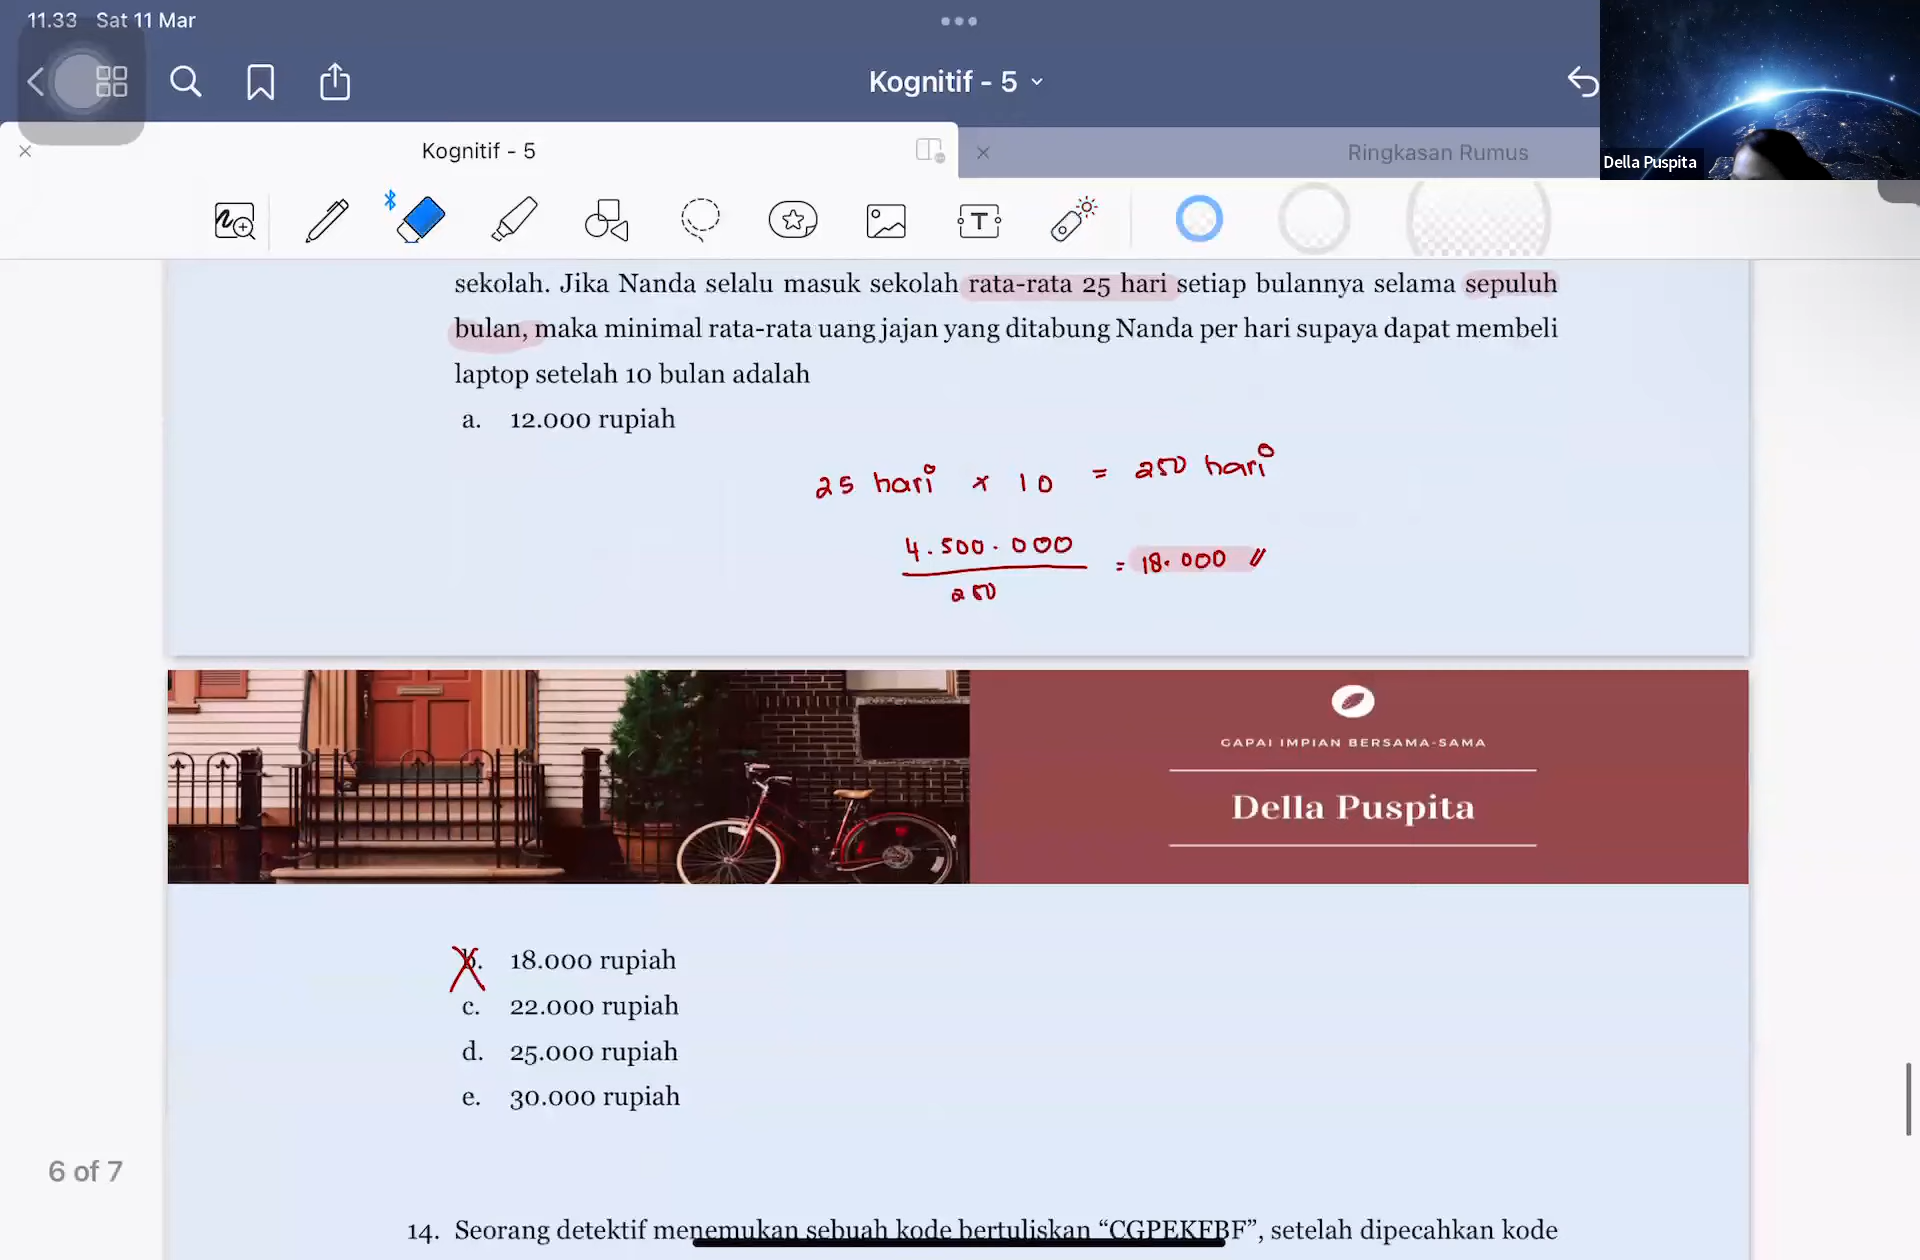 11.33 Sat 11 Mar
Kognitif - 5
Della Puspita
Kognitif - 5
Ringkasan Rumus
sekolah. Jika Nanda selalu masuk sekolah rata-rata 25 hari setiap bulannya selama sepuluh
bulan, maka minimal rata-rata uang jajan yang ditabung Nanda per hari supaya dapat membeli
laptop setelah 10 bulan adalah
a. 12.000 rupiah
25 hari x 10 = 250 hari
4.500.000
= 18.000 //
250
GAPAI IMPIAN BERSAMA-SAMA
Della Puspita
b. 18.000 rupiah
c. 22.000 rupiah
d. 25.000 rupiah
e. 30.000 rupiah
6 of 7
14. Seorang detektif menemukan sebuah kode bertuliskan “CGPEKFBF”, setelah dipecahkan kode